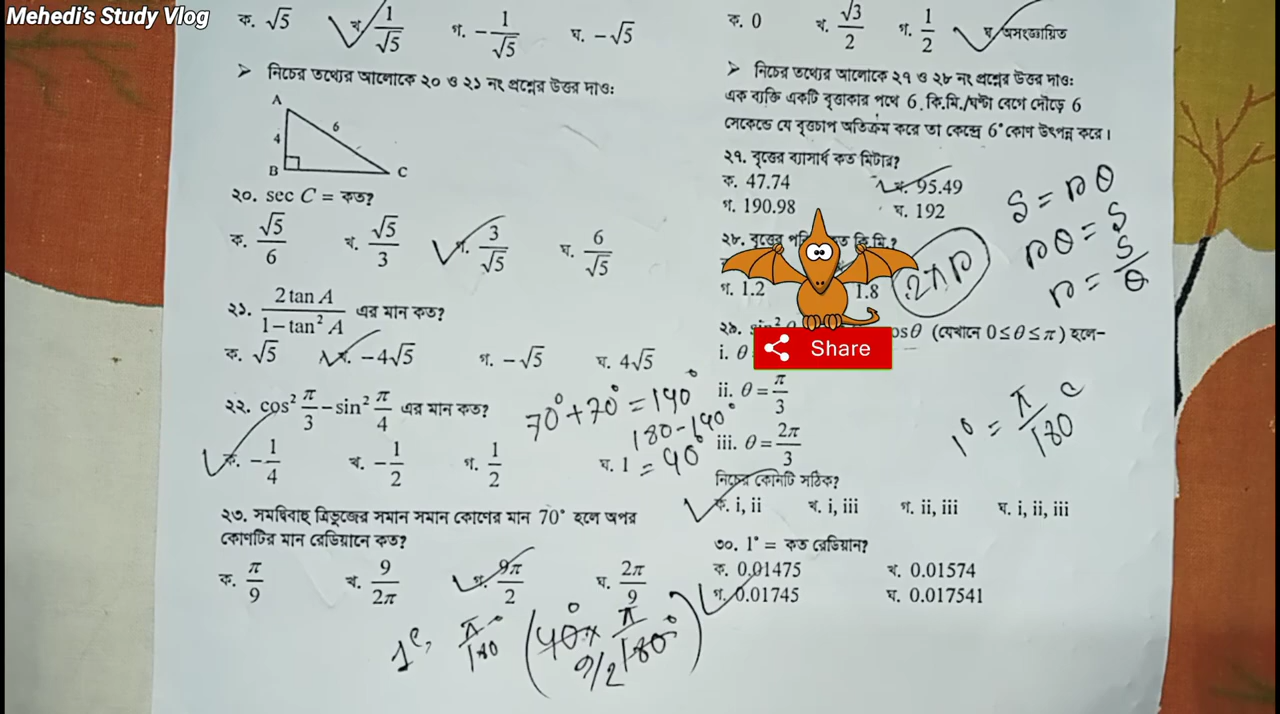 Mehedi's Study Vlog
ক. √5 খ. 1/√5 গ. -1/√5 ঘ. -√5
➤ নিচের তথ্যের আলোকে ২০ ও ২১ নং প্রশ্নের উত্তর দাও:
A
4 6
B C
২০. sec C = কত?
ক. √5/6 খ. √5/3 গ. 3/√5 ঘ. 6/√5
২১. 2 tan A/1-tan² A এর মান কত?
ক. √5 খ. -4√5 গ. -√5 ঘ. 4√5
২২. cos² π/3 - sin² π/4 এর মান কত?
ক. -1/4 খ. -1/2 গ. 1/2 ঘ. 1
70°+70° = 140°
180-140°
= 40°
২৩. সমদ্বিবাহু ত্রিভুজের সমান সমান কোণের মান 70° হলে অপর
কোণটির মান রেডিয়ানে কত?
ক. π/9 খ. 9/2π গ. 9π/2 ঘ. 2π/9
ক. 0 খ. √3/2 গ. 1/2 ঘ. অসংজ্ঞায়িত
➤ নিচের তথ্যের আলোকে ২৭ ও ২৮ নং প্রশ্নের উত্তর দাও:
এক ব্যক্তি একটি বৃত্তাকার পথে 6 কি.মি./ঘণ্টা বেগে দৌড়ে 6
সেকেন্ডে যে বৃত্তচাপ অতিক্রম করে তা কেন্দ্রে 6° কোণ উৎপন্ন করে।
২৭. বৃত্তের ব্যাসার্ধ কত মিটার?
ক. 47.74 খ. 95.49
গ. 190.98 ঘ. 192
s = rθ
rθ = s
r = s/θ
২৮. বৃত্তের কি.মি.?
গ. 1.2 1.8
2πr
২৯. sin² θ cosθ (যেখানে 0≤θ≤π) হলে-
i. θ
ii. θ = π/3
iii. θ = 2π/3
1° = π/180 c
নিচের কোনটি সঠিক?
ক. i, ii খ. i, iii গ. ii, iii ঘ. i, ii, iii
৩০. 1° = কত রেডিয়ান?
ক. 0.01475 খ. 0.01574
গ. 0.01745 ঘ. 0.017541
Share